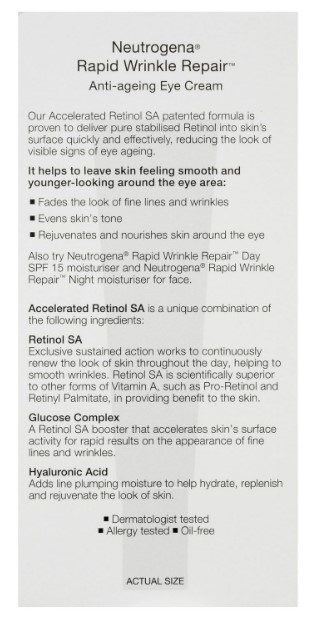 Neutrogena®
Rapid Wrinkle Repair™
Anti-ageing Eye Cream
Our Accelerated Retinol SA patented formula is
proven to deliver pure stabilised Retinol into skin's
surface quickly and effectively, reducing the look of
visible signs of eye ageing.
It helps to leave skin feeling smooth and
younger-looking around the eye area:
■ Fades the look of fine lines and wrinkles
■ Evens skin's tone
■ Rejuvenates and nourishes skin around the eye
Also try Neutrogena® Rapid Wrinkle Repair™ Day
SPF 15 moisturiser and Neutrogena® Rapid Wrinkle
Repair™ Night moisturiser for face.
Accelerated Retinol SA is a unique combination of
the following ingredients:
Retinol SA
Exclusive sustained action works to continuously
renew the look of skin throughout the day, helping to
smooth wrinkles. Retinol SA is scientifically superior
to other forms of Vitamin A, such as Pro-Retinol and
Retinyl Palmitate, in providing benefit to the skin.
Glucose Complex
A Retinol SA booster that accelerates skin's surface
activity for rapid results on the appearance of fine
lines and wrinkles.
Hyaluronic Acid
Adds line plumping moisture to help hydrate, replenish
and rejuvenate the look of skin.
■ Dermatologist tested
■ Allergy tested ■ Oil-free
ACTUAL SIZE